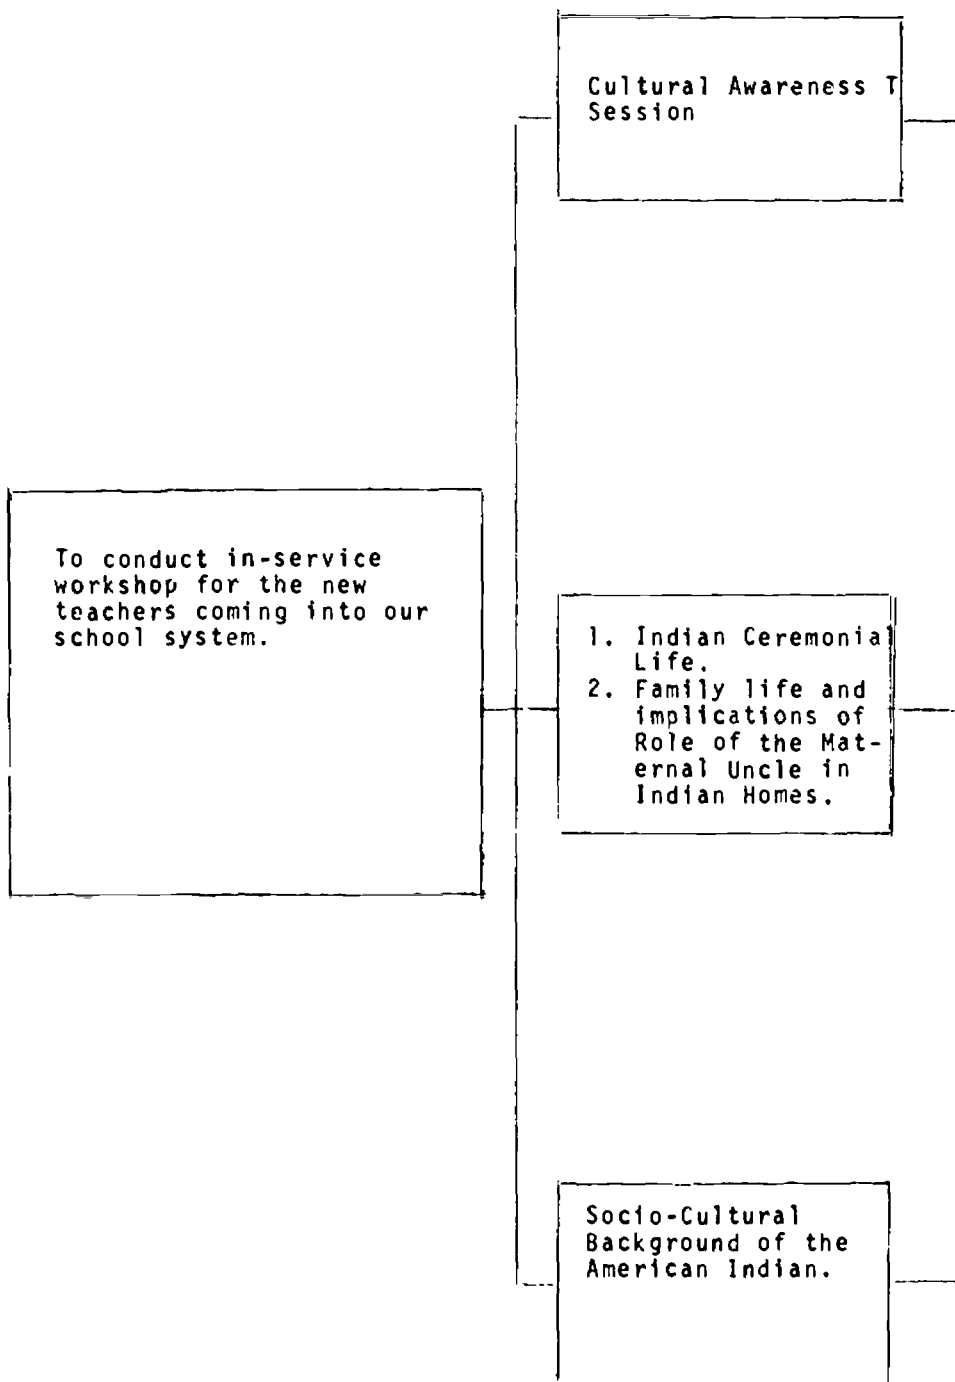 Cultural Awareness T
Session
To conduct in-service
workshop for the new
teachers coming into our
school system.
1. Indian Ceremonial
Life.
2. Family life and
implications of
Role of the Mat-
ernal Uncle in
Indian Homes.
Socio-Cultural
Background of the
American Indian.